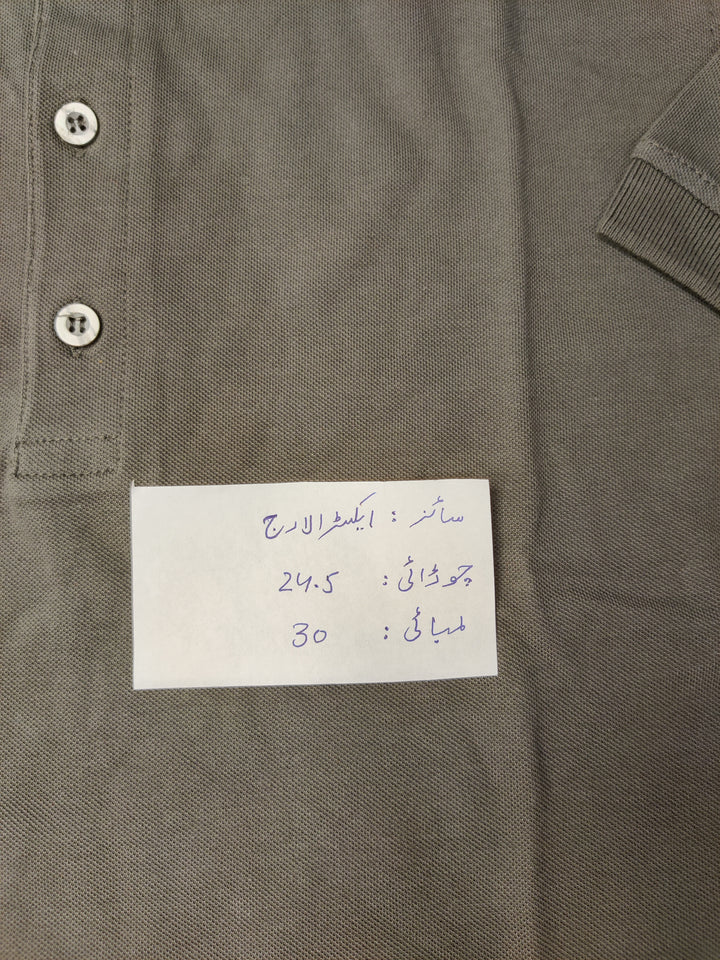 سائز : ایکسٹرا لارج
چوڑائی : 24.5
لمبائی : 30